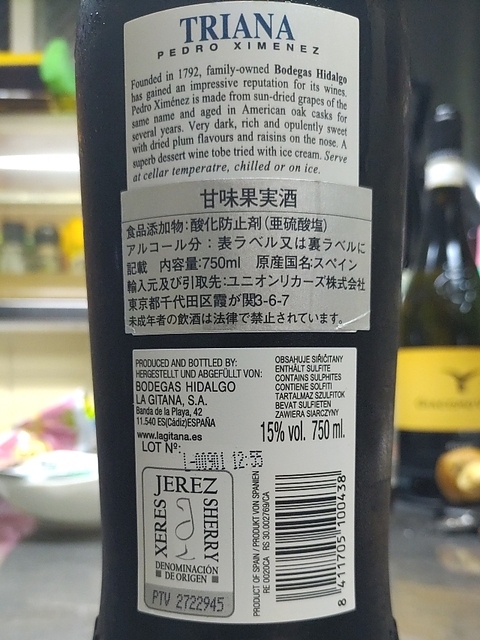 TRIANA
PEDRO XIMENEZ
Founded in 1792, family-owned Bodegas Hidalgo
has gained an impressive reputation for its wines.
Pedro Ximénez is made from sun-dried grapes of the
same name and aged in American oak casks for
several years. Very dark, rich and opulently sweet
with dried plum flavours and raisins on the nose. A
superb dessert wine tobe tried with ice cream. Serve
at cellar temperatre, chilled or on ice.
甘味果実酒
食品添加物:酸化防止剤(亜硫酸塩)
アルコール分:表ラベル又は裏ラベルに
記載 内容量:750ml 原産国名:スペイン
輸入元及び引取先:ユニオンリカーズ株式会社
東京都千代田区霞が関3-6-7
未成年者の飲酒は法律で禁止されています。
PRODUCED AND BOTTLED BY:
HERGESTELLT UND ABGEFÜLLT VON:
BODEGAS HIDALGO
LA GITANA, S.A.
Banda de la Playa, 42
11.540 ES(Cádiz)ESPAÑA
www.lagitana.es
LOT Nº:
L-00901 12:55
OBSAHUJE SIŘIČITANY
ENTHÄLT SULFITE
CONTAINS SULPHITES
CONTIENE SOLFITI
TARTALMAZ SZULFITOK
BEVAT SULFIETEN
ZAWIERA SIARCZYNY
15% vol. 750 ml.
JEREZ
XERES
SHERRY
DENOMINACIÓN
DE ORIGEN
PTV 2722945
PRODUCT OF SPAIN / PRODUKT VON SPANIEN
RE 0020CA RS 30.002769/CA
8 411705 100438